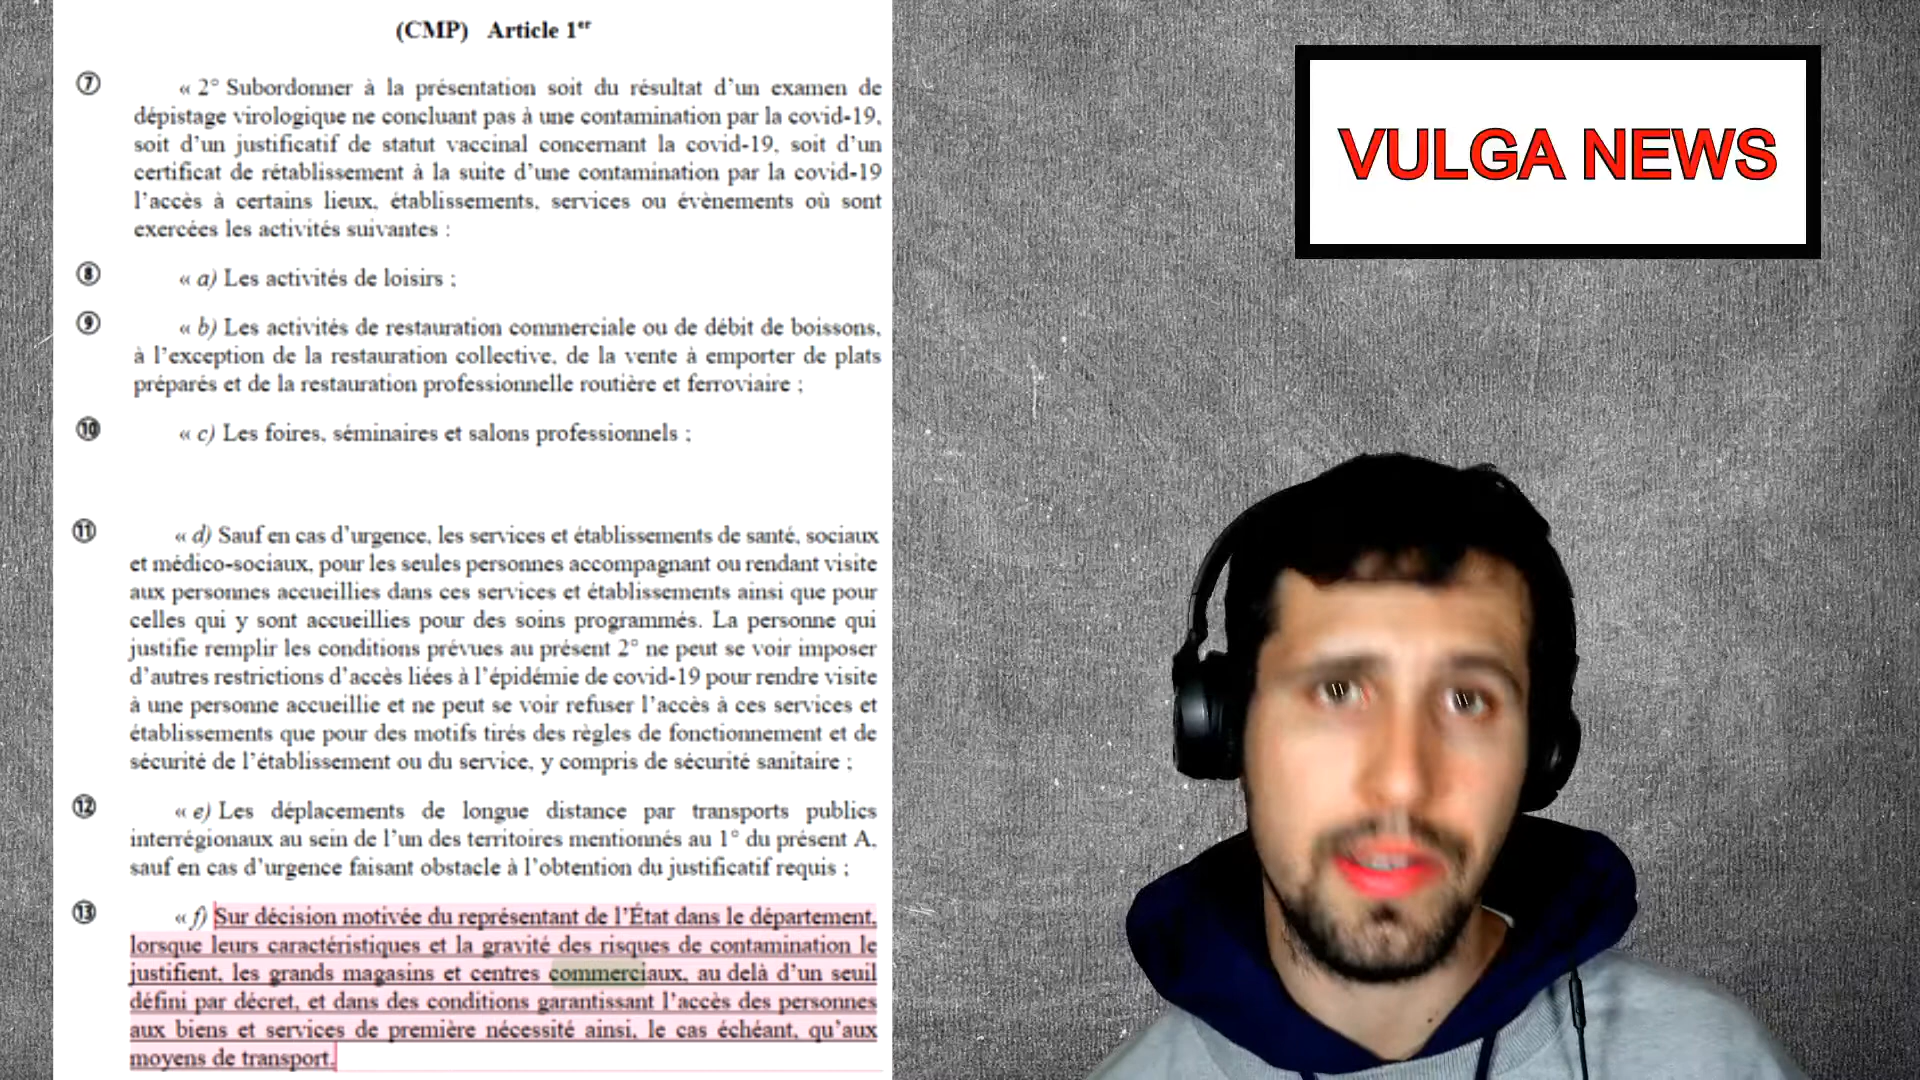 (CMP) Article 1er
⑦ « 2° Subordonner à la présentation soit du résultat d’un examen de
dépistage virologique ne concluant pas à une contamination par la covid-19,
soit d’un justificatif de statut vaccinal concernant la covid-19, soit d’un
certificat de rétablissement à la suite d’une contamination par la covid-19
l’accès à certains lieux, établissements, services ou évènements où sont
exercées les activités suivantes :
⑧ « a) Les activités de loisirs ;
⑨ « b) Les activités de restauration commerciale ou de débit de boissons,
à l’exception de la restauration collective, de la vente à emporter de plats
préparés et de la restauration professionnelle routière et ferroviaire ;
⑩ « c) Les foires, séminaires et salons professionnels ;
⑪ « d) Sauf en cas d’urgence, les services et établissements de santé, sociaux
et médico-sociaux, pour les seules personnes accompagnant ou rendant visite
aux personnes accueillies dans ces services et établissements ainsi que pour
celles qui y sont accueillies pour des soins programmés. La personne qui
justifie remplir les conditions prévues au présent 2° ne peut se voir imposer
d’autres restrictions d’accès liées à l’épidémie de covid-19 pour rendre visite
à une personne accueillie et ne peut se voir refuser l’accès à ces services et
établissements que pour des motifs tirés des règles de fonctionnement et de
sécurité de l’établissement ou du service, y compris de sécurité sanitaire ;
⑫ « e) Les déplacements de longue distance par transports publics
interrégionaux au sein de l’un des territoires mentionnés au 1° du présent A,
sauf en cas d’urgence faisant obstacle à l’obtention du justificatif requis ;
⑬ « f) Sur décision motivée du représentant de l’État dans le département,
lorsque leurs caractéristiques et la gravité des risques de contamination le
justifient, les grands magasins et centres commerciaux, au delà d’un seuil
défini par décret, et dans des conditions garantissant l’accès des personnes
aux biens et services de première nécessité ainsi, le cas échéant, qu’aux
moyens de transport.
VULGA NEWS